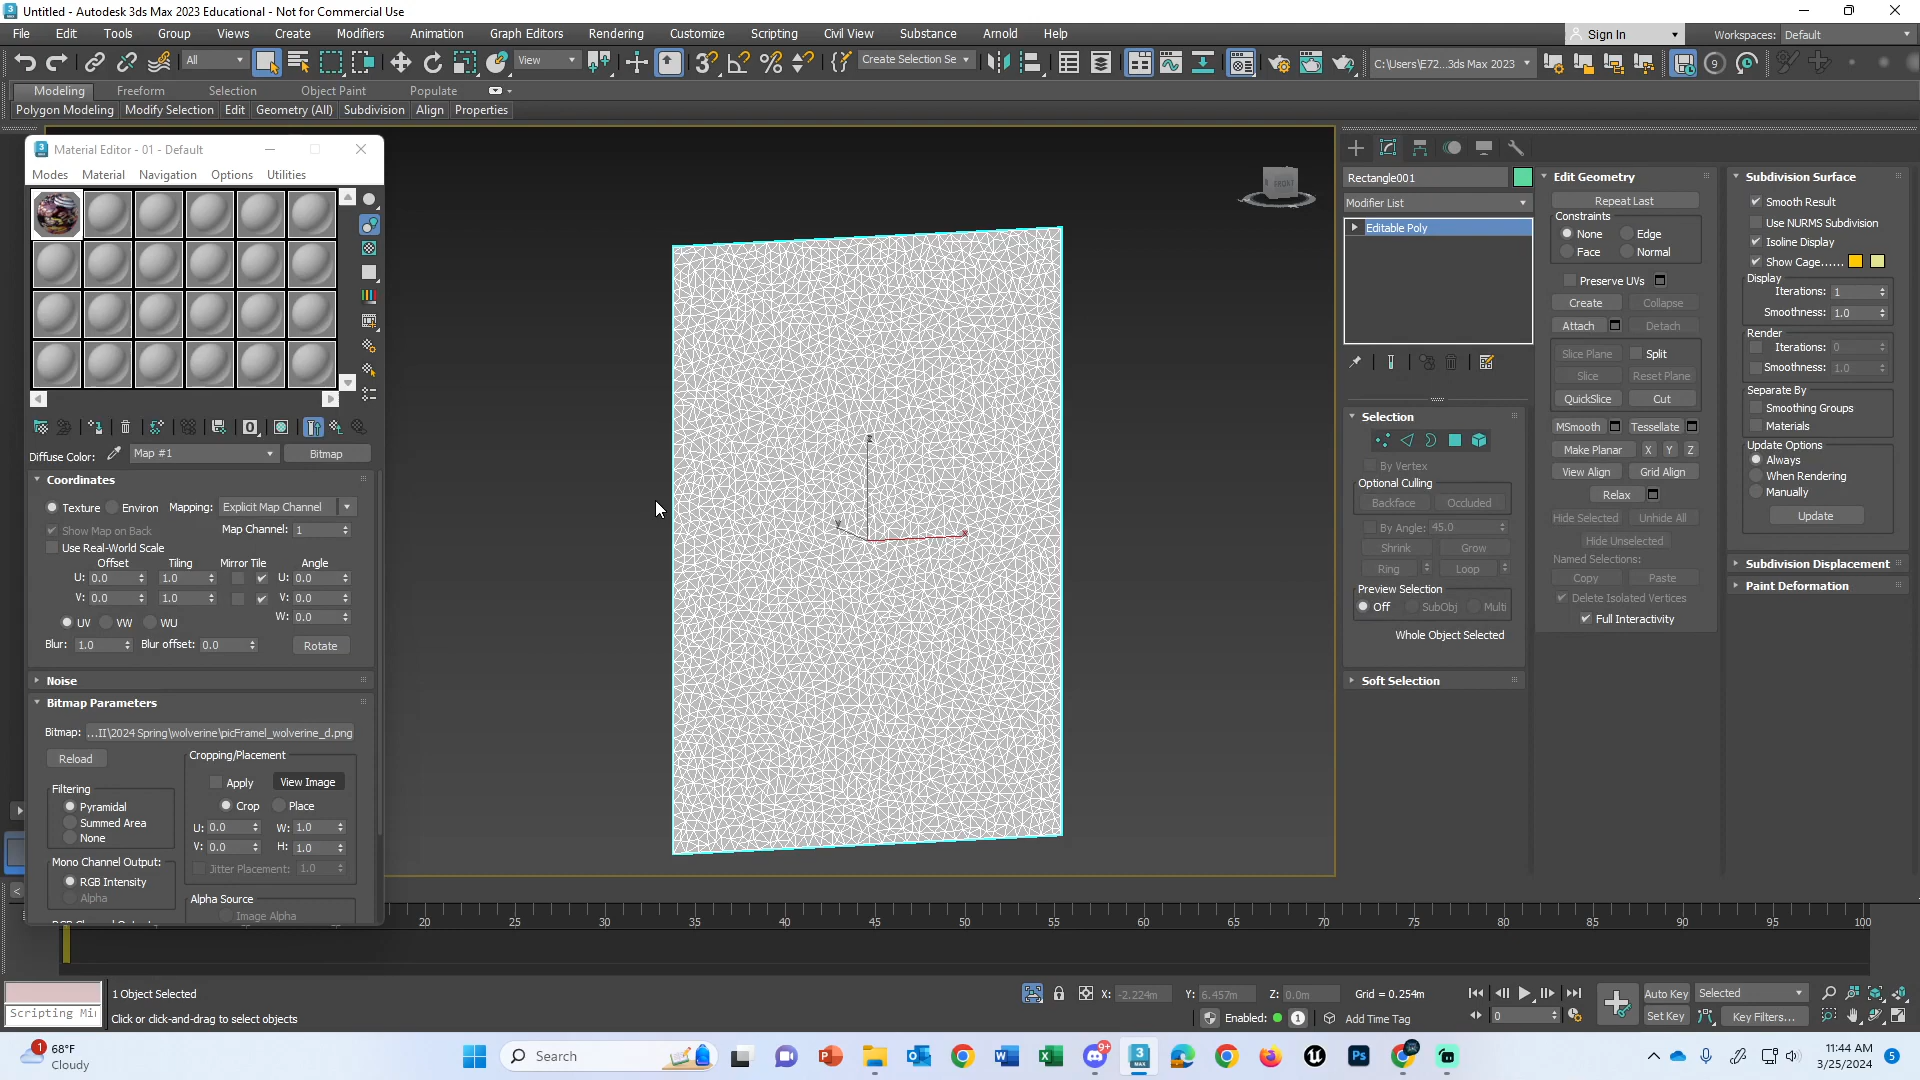 Untitled - Autodesk 3ds Max 2023 Educational - Not for Commercial Use
File Edit Tools Group Views Create Modifiers Animation Graph Editors Rendering Customize Scripting Civil View Substance Arnold Help
Sign In
Workspaces: Default
All
View
Create Selection Se
C:\Users\E72...3ds Max 2023
Modeling Freeform Selection Object Paint Populate
Polygon Modeling Modify Selection Edit Geometry (All) Subdivision Align Properties
Material Editor - 01 - Default
Modes Material Navigation Options Utilities
Diffuse Color: Map #1 Bitmap
Coordinates
Texture Environ Mapping: Explicit Map Channel
Show Map on Back Map Channel: 1
Use Real-World Scale
Offset Tiling Mirror Tile Angle
U: 0.0 1.0 U: 0.0
V: 0.0 1.0 V: 0.0
W: 0.0
UV VW WU
Blur: 1.0 Blur offset: 0.0 Rotate
Noise
Bitmap Parameters
Bitmap: ...II\2024 Spring\wolverine\picFrameI_wolverine_d.png
Reload
Cropping/Placement
Apply View Image
Crop Place
U: 0.0 W: 1.0
V: 0.0 H: 1.0
Jitter Placement: 1.0
Filtering
Pyramidal
Summed Area
None
Mono Channel Output:
RGB Intensity
Alpha
Alpha Source
Image Alpha
FRONT
z
y
x
Rectangle001
Modifier List
Editable Poly
Selection
By Vertex
Optional Culling
Backface Occluded
By Angle: 45.0
Shrink Grow
Ring Loop
Preview Selection
Off SubObj Multi
Whole Object Selected
Soft Selection
Edit Geometry
Repeat Last
Constraints
None Edge
Face Normal
Preserve UVs
Create Collapse
Attach Detach
Slice Plane Split
Slice Reset Plane
QuickSlice Cut
MSmooth Tessellate
Make Planar X Y Z
View Align Grid Align
Relax
Hide Selected Unhide All
Hide Unselected
Named Selections:
Copy Paste
Delete Isolated Vertices
Full Interactivity
Subdivision Surface
Smooth Result
Use NURMS Subdivision
Isoline Display
Show Cage......
Display
Iterations: 1
Smoothness: 1.0
Render
Iterations: 0
Smoothness: 1.0
Separate By
Smoothing Groups
Materials
Update Options
Always
When Rendering
Manually
Update
Subdivision Displacement
Paint Deformation
20 25 30 35 40 45 50 55 60 65 70 75 80 85 90 95 100
Scripting Mi
1 Object Selected
Click or click-and-drag to select objects
X: -2.224m Y: 6.457m Z: 0.0m Grid = 0.254m
Enabled: 1 Add Time Tag
0
Auto Key Selected
Set Key Key Filters...
1
68°F
Cloudy
Search
9+
11:44 AM
3/25/2024
5